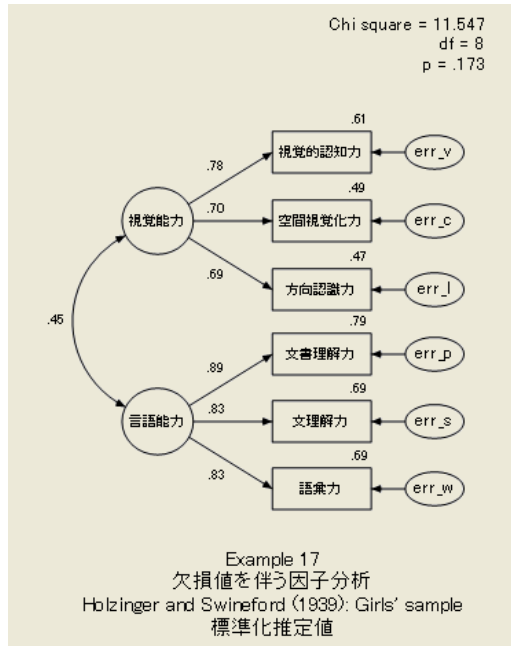 Chi square = 11.547
df = 8
p = .173
.61
視覚的認知力
err_v
.78
.49
視覚能力
.70
空間視覚化力
err_c
.47
.69
方向認識力
err_l
.45
.79
文書理解力
err_p
.89
.69
言語能力
.83
文理解力
err_s
.69
.83
語彙力
err_w
Example 17
欠損値を伴う因子分析
Holzinger and Swineford (1939): Girls' sample
標準化推定値